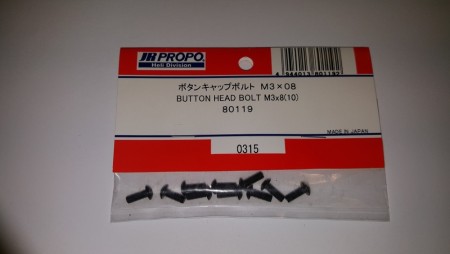 JR PROPO
Heli Division
ボタンキャップボルト M3×08
BUTTON HEAD BOLT M3x8(10)
80119
MADE IN JAPAN
0315